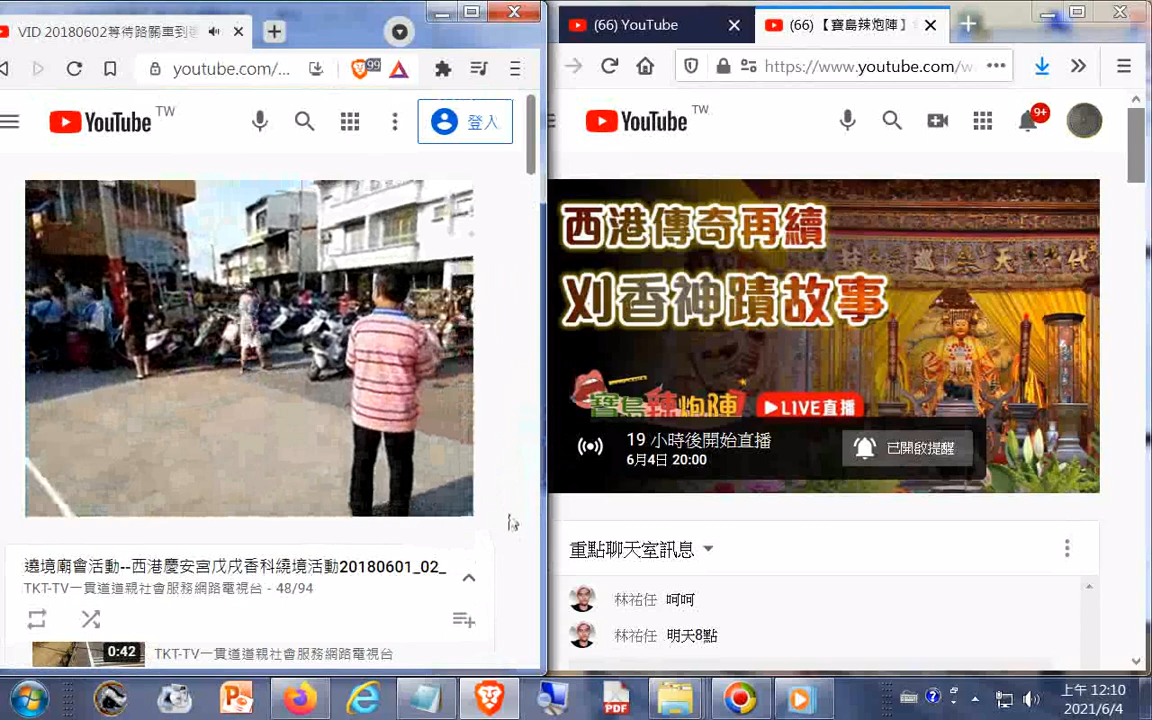 VID 20180602等待路關車到
youtube.com/...
99
YouTube TW
登入
遶境廟會活動--西港慶安宮戊戌香科繞境活動20180601_02_
TKT-TV一貫道道親社會服務網路電視台 - 48/94
0:42
TKT-TV一貫道道親社會服務網路電視台
(66) YouTube
(66) 【寶島辣炮陣】
https://www.youtube.com/w
YouTube TW
9+
西港傳奇再續
刈香神蹟故事
寶島辣炮陣
LIVE直播
19 小時後開始直播
6月4日 20:00
已開啟提醒
重點聊天室訊息
林祐任 呵呵
林祐任 明天8點
PDF
上午 12:10
2021/6/4